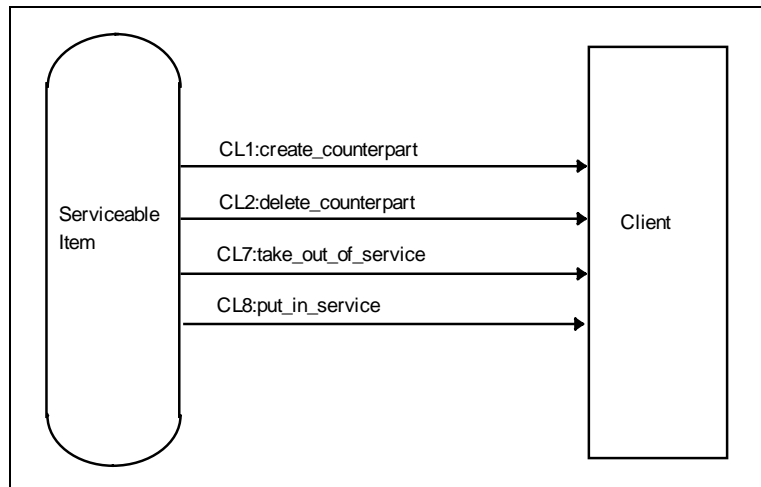 CL1:create_counterpart
CL2:delete_counterpart
Serviceable
Item
Client
CL7:take_out_of_service
CL8:put_in_service